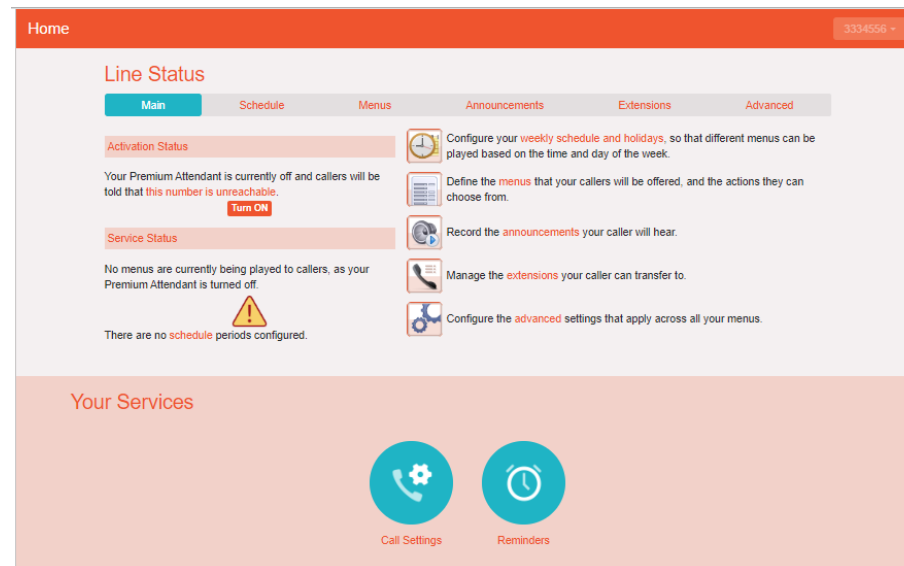 Home
3334556
Line Status
Main Schedule Menus Announcements Extensions Advanced
Activation Status
Your Premium Attendant is currently off and callers will be
told that this number is unreachable.
Turn ON
Service Status
No menus are currently being played to callers, as your
Premium Attendant is turned off.
There are no schedule periods configured.
Configure your weekly schedule and holidays, so that different menus can be
played based on the time and day of the week.
Define the menus that your callers will be offered, and the actions they can
choose from.
Record the announcements your caller will hear.
Manage the extensions your caller can transfer to.
Configure the advanced settings that apply across all your menus.
Your Services
Call Settings Reminders